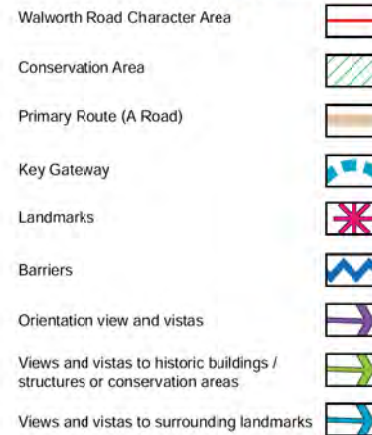 Walworth Road Character Area
Conservation Area
Primary Route (A Road)
Key Gateway
Landmarks
Barriers
Orientation view and vistas
Views and vistas to historic buildings /
structures or conservation areas
Views and vistas to surrounding landmarks